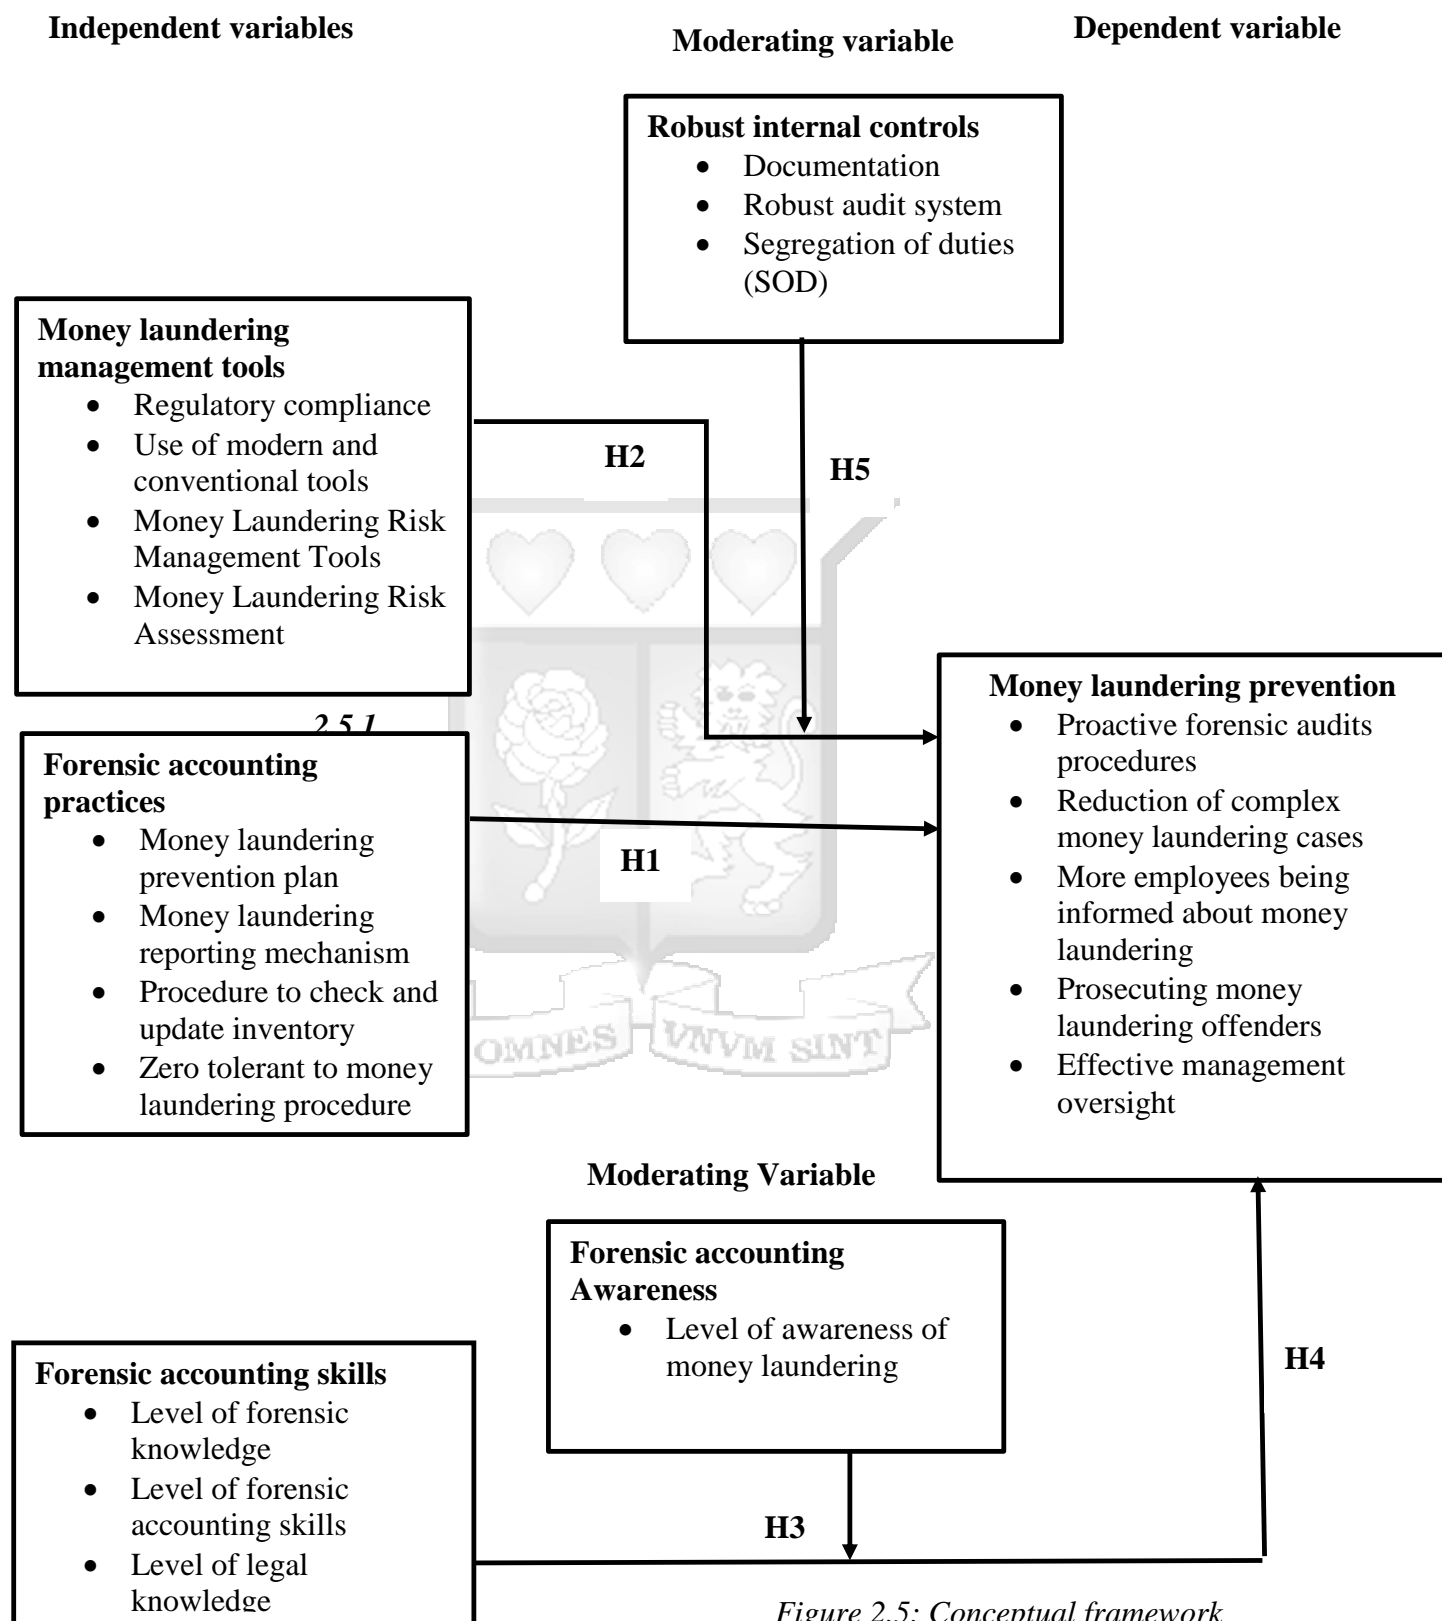 Independent variables
Moderating variable
Dependent variable
Robust internal controls
• Documentation
• Robust audit system
• Segregation of duties
(SOD)
Money laundering
management tools
• Regulatory compliance
• Use of modern and
conventional tools
• Money Laundering Risk
Management Tools
• Money Laundering Risk
Assessment
H2
H5
2.5.1
Forensic accounting
practices
• Money laundering
prevention plan
• Money laundering
reporting mechanism
• Procedure to check and
update inventory
• Zero tolerant to money
laundering procedure
H1
OMNES VNVM SINT
Money laundering prevention
• Proactive forensic audits
procedures
• Reduction of complex
money laundering cases
• More employees being
informed about money
laundering
• Prosecuting money
laundering offenders
• Effective management
oversight
Moderating Variable
Forensic accounting
Awareness
• Level of awareness of
money laundering
H4
Forensic accounting skills
• Level of forensic
knowledge
• Level of forensic
accounting skills
• Level of legal
knowledge
H3
Figure 2.5: Conceptual framework